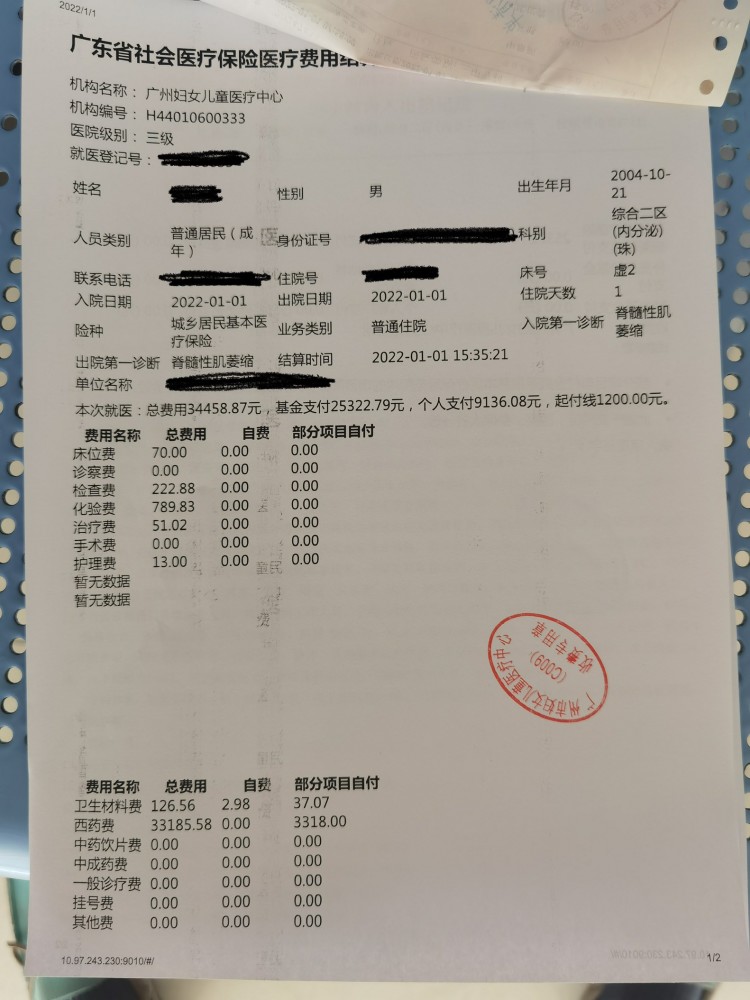 2022/1/1
广东省社会医疗保险医疗费用结
机构名称： 广州妇女儿童医疗中心
机构编号： H44010600333
医院级别： 三级
就医登记号：
姓名 性别 男 出生年月 2004-10-21
人员类别 普通居民（成年） 身份证号 科别 综合二区(内分泌)(珠)
联系电话 住院号 床号 虚2
入院日期 2022-01-01 出院日期 2022-01-01 住院天数 1
险种 城乡居民基本医疗保险 业务类别 普通住院 入院第一诊断 脊髓性肌萎缩
出院第一诊断 脊髓性肌萎缩 结算时间 2022-01-01 15:35:21
单位名称
本次就医：总费用34458.87元，基金支付25322.79元，个人支付9136.08元，起付线1200.00元。
费用名称 总费用 自费 部分项目自付
床位费 70.00 0.00 0.00
诊察费 0.00 0.00 0.00
检查费 222.88 0.00 0.00
化验费 789.83 0.00 0.00
治疗费 51.02 0.00 0.00
手术费 0.00 0.00 0.00
护理费 13.00 0.00 0.00
暂无数据
暂无数据
广州市妇女儿童医疗中心
(C009)
收费专用章
费用名称 总费用 自费 部分项目自付
卫生材料费 126.56 2.98 37.07
西药费 33185.58 0.00 3318.00
中药饮片费 0.00 0.00 0.00
中成药费 0.00 0.00 0.00
一般诊疗费 0.00 0.00 0.00
挂号费 0.00 0.00 0.00
其他费 0.00 0.00 0.00
10.97.243.230:9010/#/ 1/2